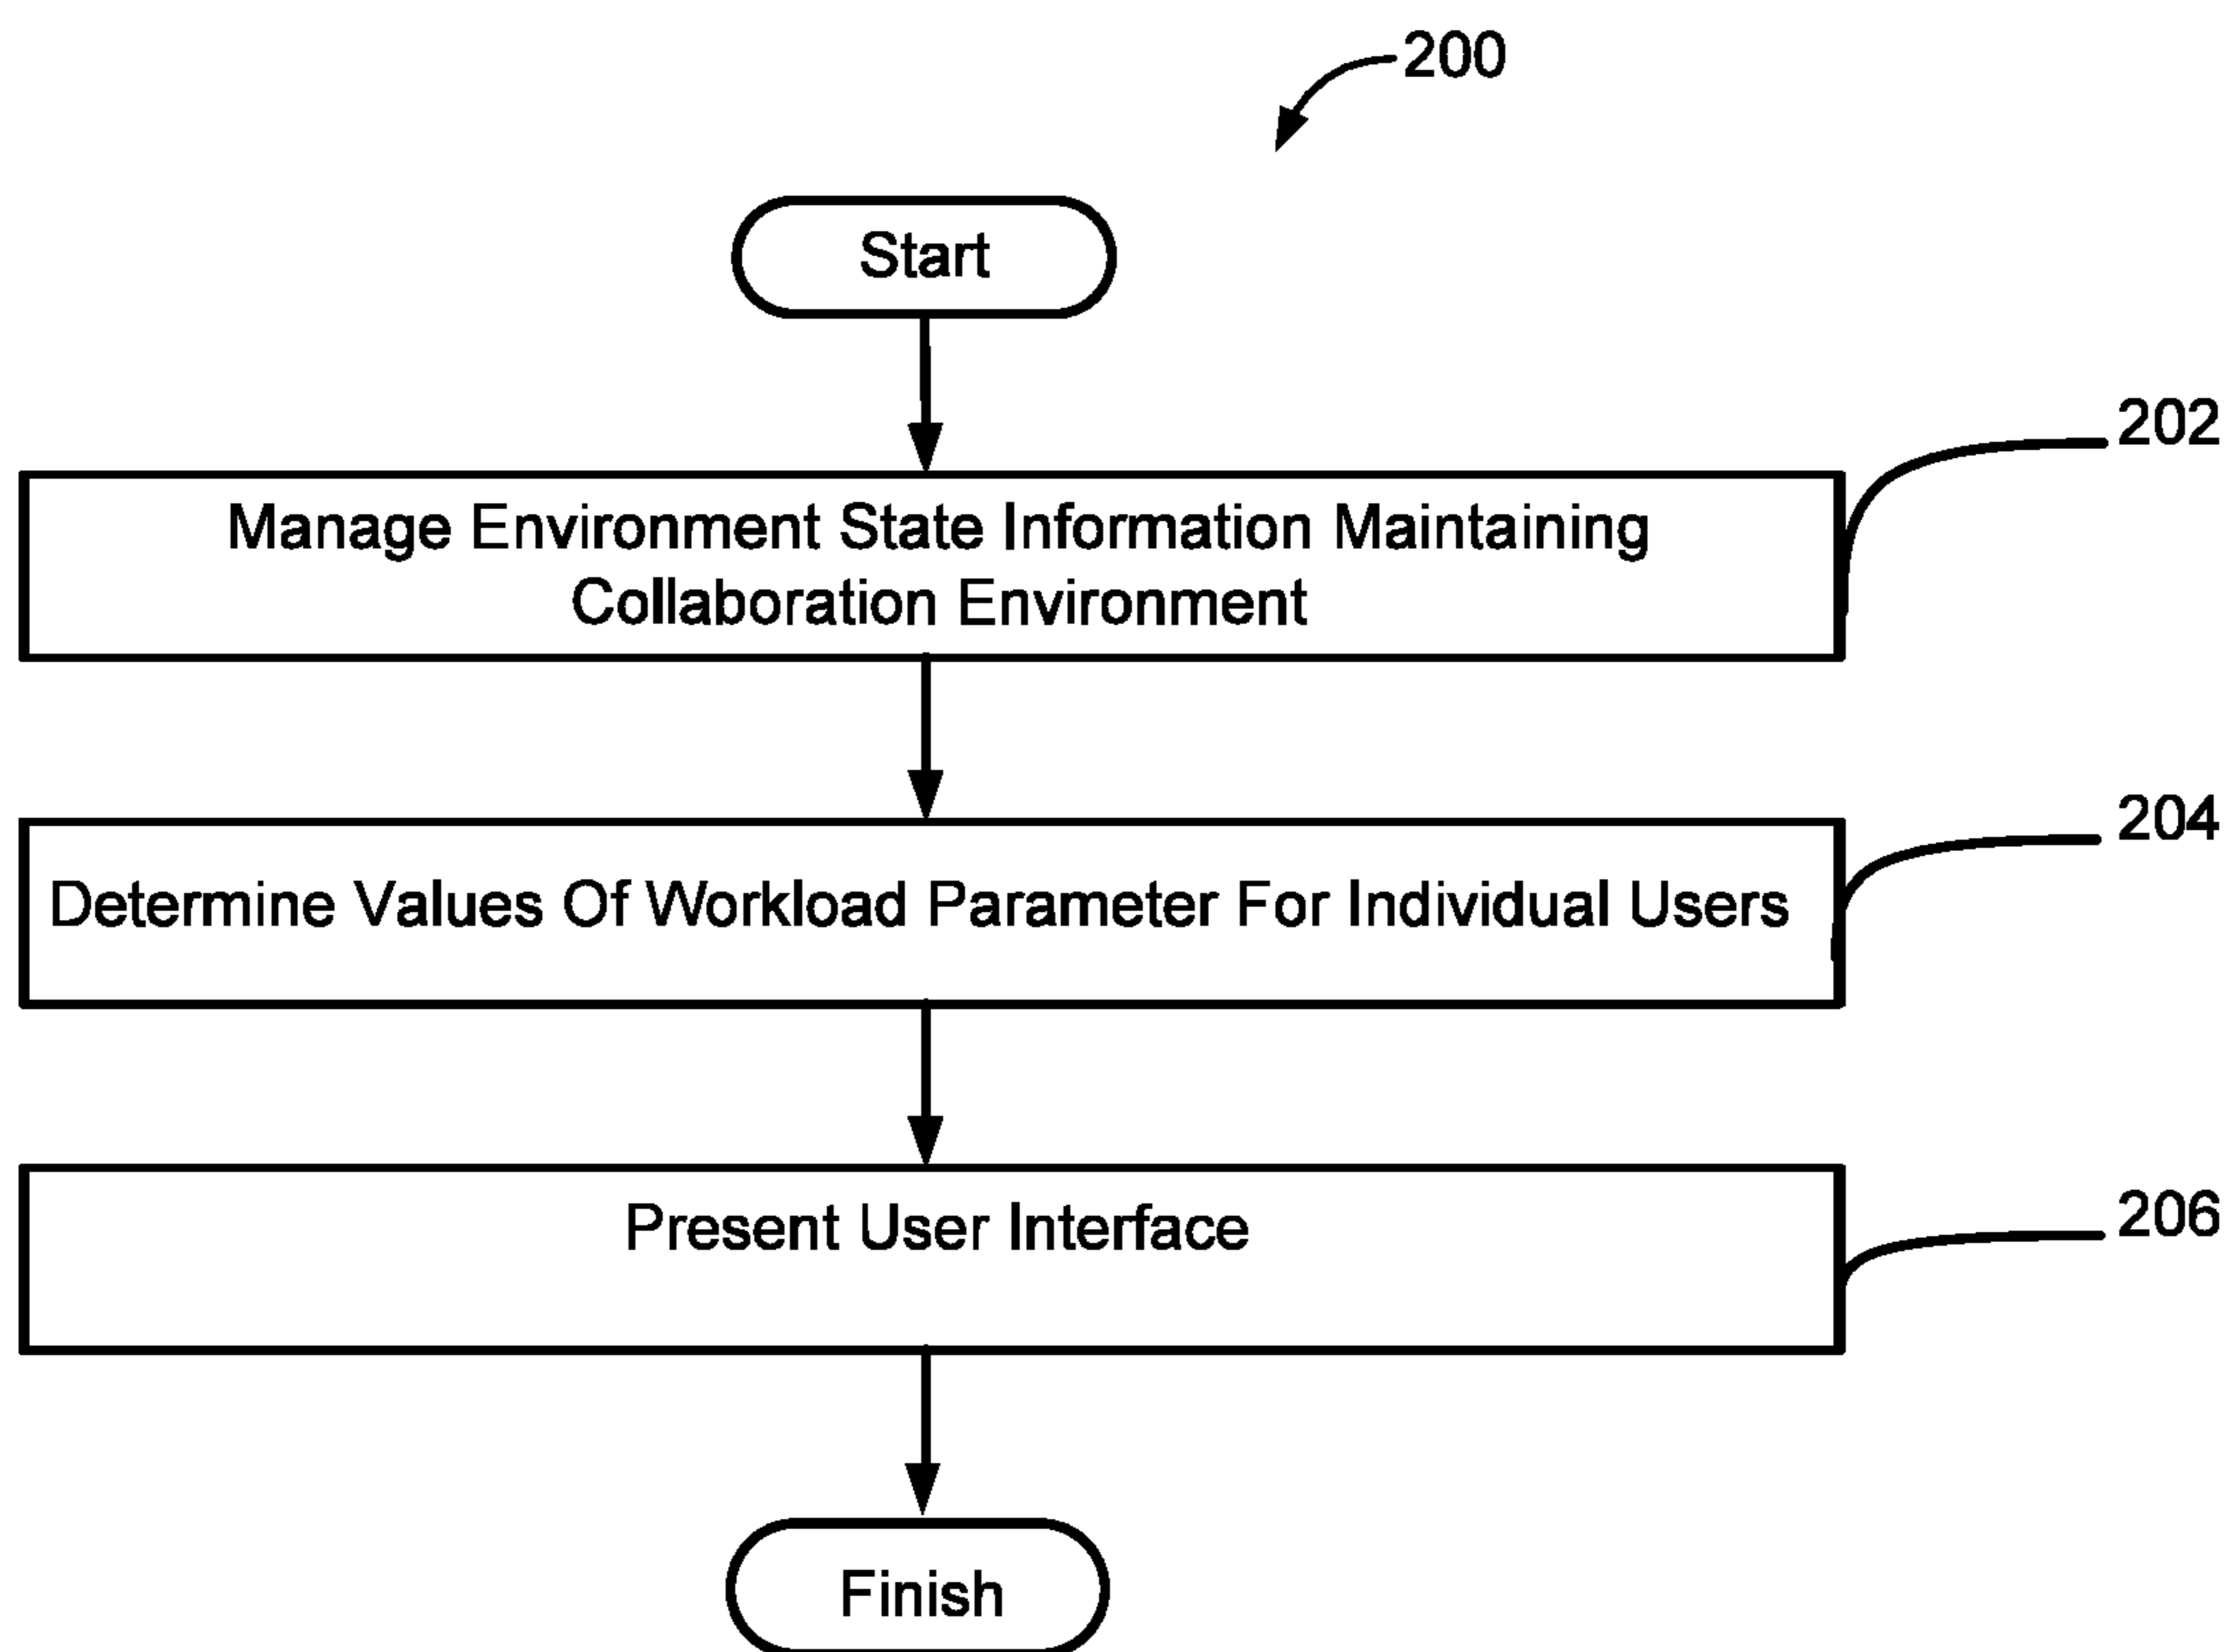 200
Start
202
Manage Environment State Information Maintaining
Collaboration Environment
204
Determine Values Of Workload Parameter For Individual Users
206
Present User Interface
Finish